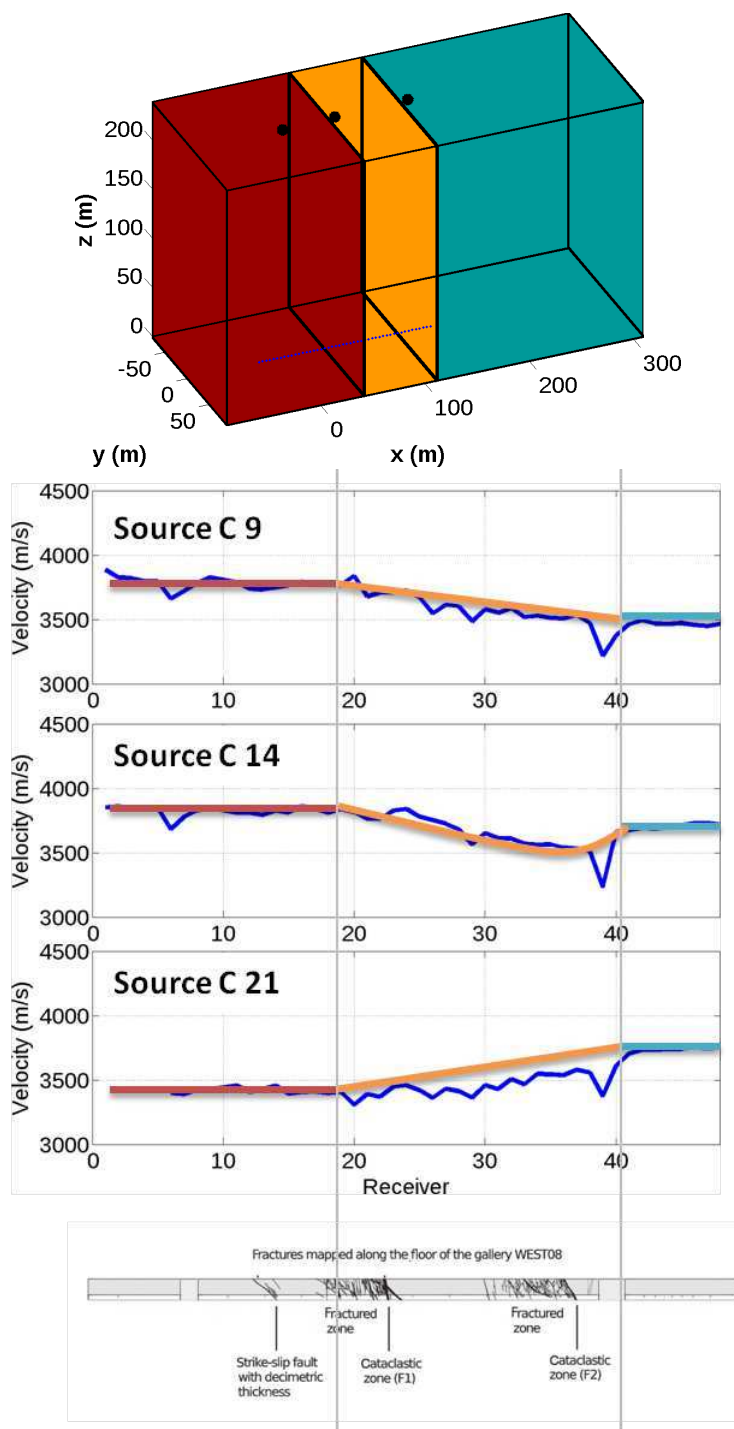 200
150
100
50
0
z (m)
-50
0
50
y (m)
0
100
200
300
x (m)
4500
4000
3500
3000
Velocity (m/s)
Source C 9
0 10 20 30 40
4500
4000
3500
3000
Velocity (m/s)
Source C 14
0 10 20 30 40
4500
4000
3500
3000
Velocity (m/s)
Source C 21
0 10 20 30 40
Receiver
Fractures mapped along the floor of the gallery WEST08
Fractured
zone
Fractured
zone
Strike-slip fault
with decimetric
thickness
Cataclastic
zone (F1)
Cataclastic
zone (F2)